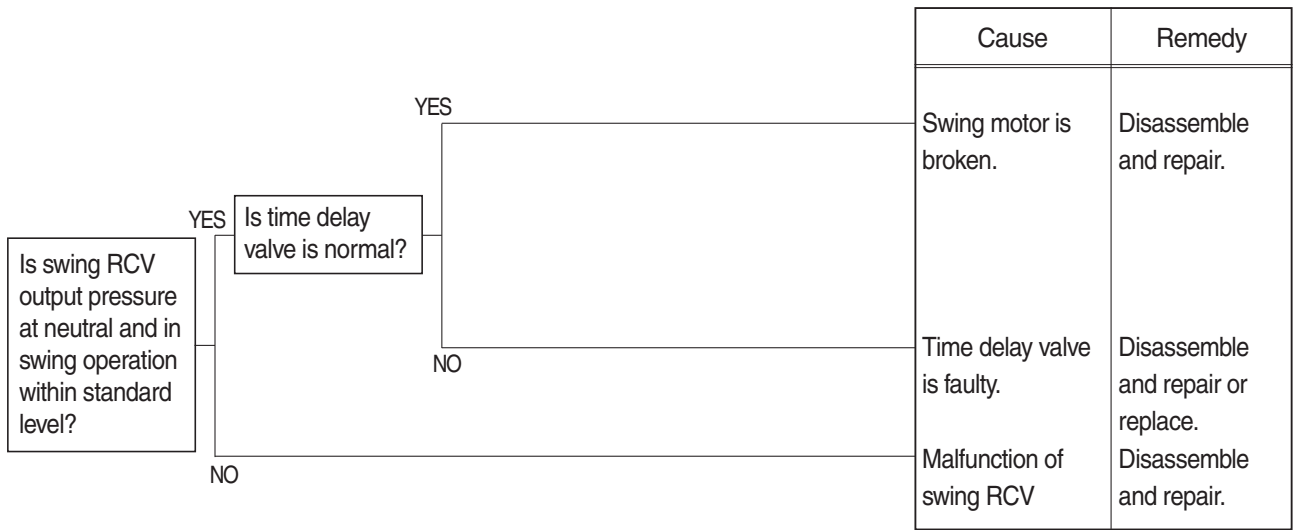 Cause
Remedy
YES
Swing motor is
broken.
Disassemble
and repair.
YES
Is time delay
valve is normal?
Is swing RCV
output pressure
at neutral and in
swing operation
within standard
level?
NO
Time delay valve
is faulty.
Disassemble
and repair or
replace.
NO
Malfunction of
swing RCV
Disassemble
and repair.